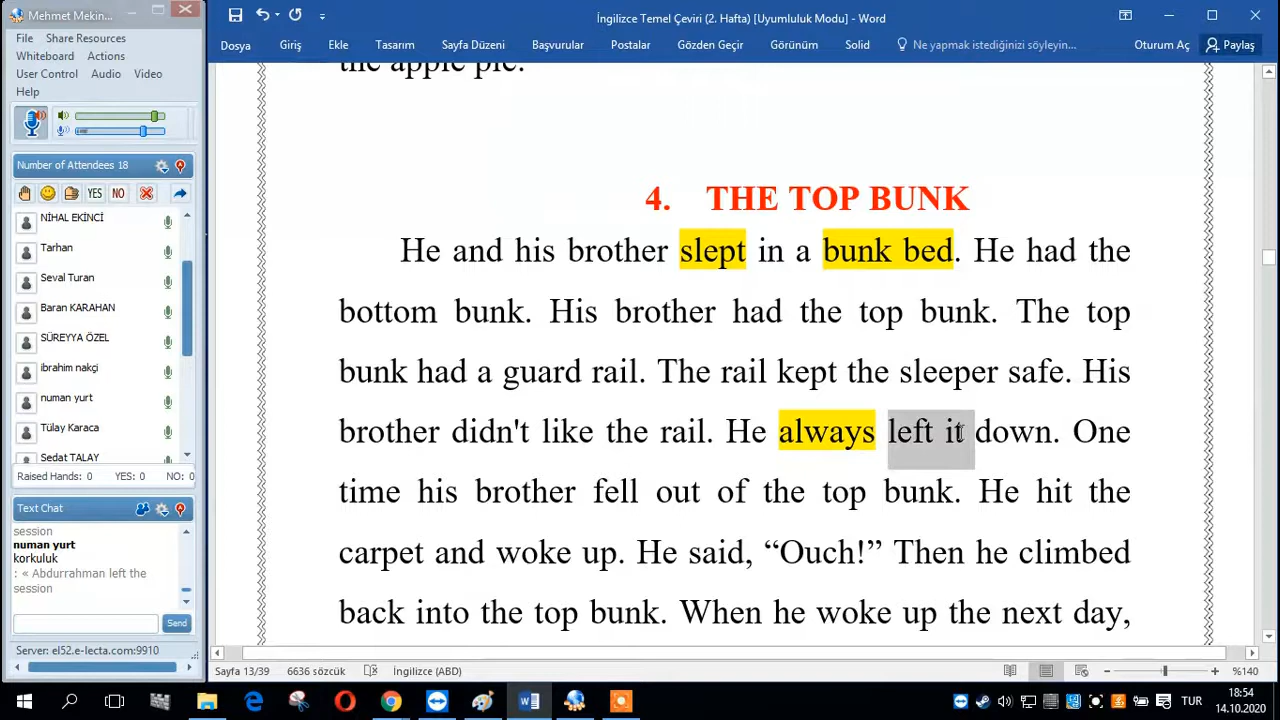 Mehmet Mekin...
File Share Resources
Whiteboard Actions
User Control Audio Video
Help
Number of Attendees 18
YES NO
NİHAL EKİNCİ
Tarhan
Seval Turan
Baran KARAHAN
SÜREYYA ÖZEL
ibrahim nakçi
numan yurt
Tülay Karaca
Sedat TALAY
Raised Hands: 0 YES: 0 NO: 0
Text Chat
session
numan yurt
korkuluk
: « Abdurrahman left the
session
Send
Server: el52.e-lecta.com:9910
İngilizce Temel Çeviri (2. Hafta) [Uyumluluk Modu] - Word
Dosya Giriş Ekle Tasarım Sayfa Düzeni Başvurular Postalar Gözden Geçir Görünüm Solid Ne yapmak istediğinizi söyleyin... Oturum Aç Paylaş
the apple pie.
4. THE TOP BUNK
He and his brother slept in a bunk bed. He had the
bottom bunk. His brother had the top bunk. The top
bunk had a guard rail. The rail kept the sleeper safe. His
brother didn't like the rail. He always left it down. One
time his brother fell out of the top bunk. He hit the
carpet and woke up. He said, “Ouch!” Then he climbed
back into the top bunk. When he woke up the next day,
Sayfa 13/39 6636 sözcük İngilizce (ABD) %140
TUR
18:54
14.10.2020